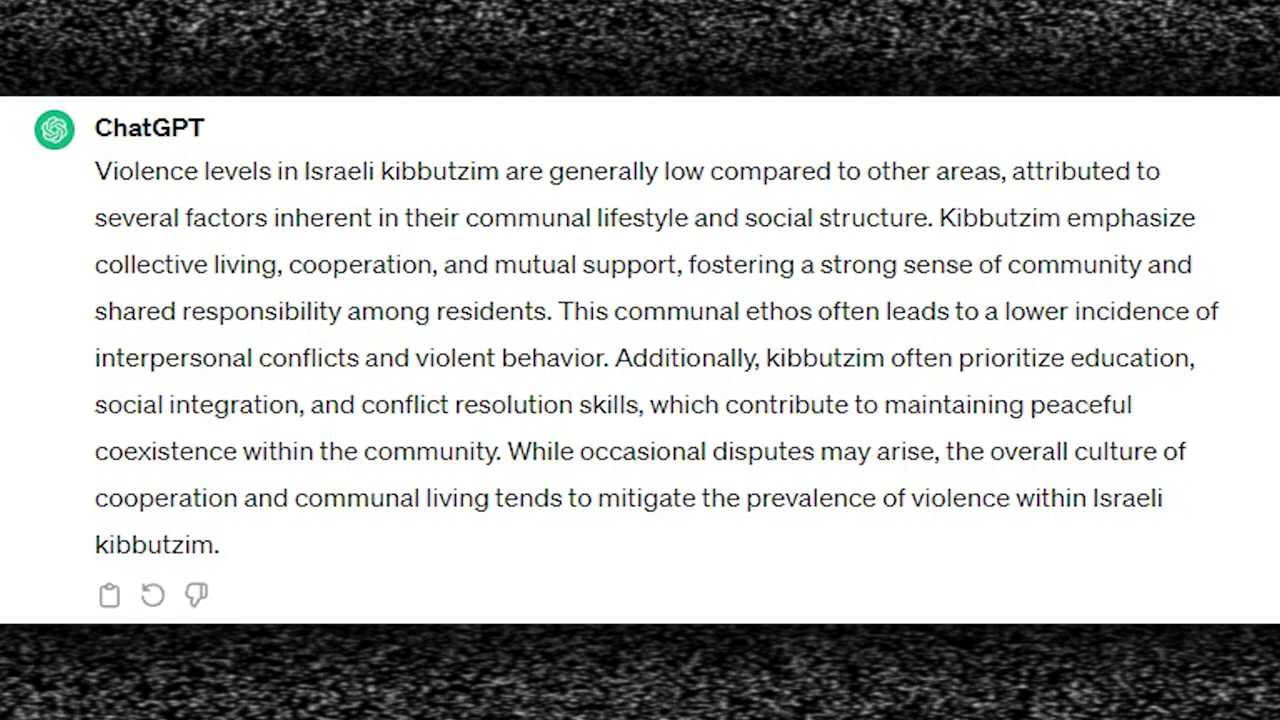 ChatGPT
Violence levels in Israeli kibbutzim are generally low compared to other areas, attributed to
several factors inherent in their communal lifestyle and social structure. Kibbutzim emphasize
collective living, cooperation, and mutual support, fostering a strong sense of community and
shared responsibility among residents. This communal ethos often leads to a lower incidence of
interpersonal conflicts and violent behavior. Additionally, kibbutzim often prioritize education,
social integration, and conflict resolution skills, which contribute to maintaining peaceful
coexistence within the community. While occasional disputes may arise, the overall culture of
cooperation and communal living tends to mitigate the prevalence of violence within Israeli
kibbutzim.